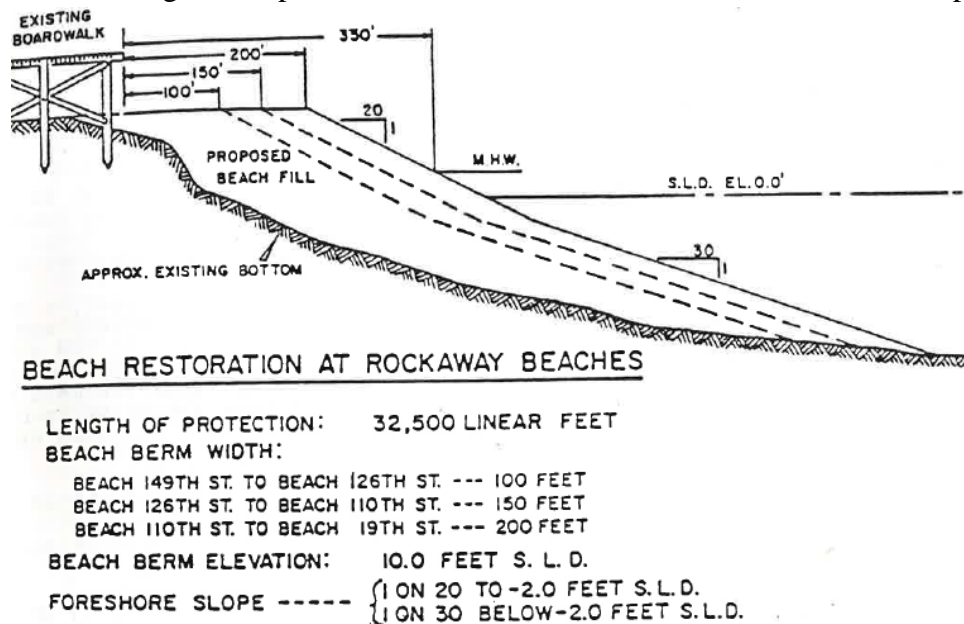 EXISTING
BOARDWALK
330'
200'
150'
100'
20
1
PROPOSED
BEACH FILL
M.H.W.
S.L.D. EL.0.0'
30
1
APPROX. EXISTING BOTTOM
BEACH RESTORATION AT ROCKAWAY BEACHES
LENGTH OF PROTECTION: 32,500 LINEAR FEET
BEACH BERM WIDTH:
BEACH 149TH ST. TO BEACH 126TH ST. --- 100 FEET
BEACH 126TH ST. TO BEACH 110TH ST. --- 150 FEET
BEACH 110TH ST. TO BEACH 19TH ST. --- 200 FEET
BEACH BERM ELEVATION: 10.0 FEET S. L. D.
FORESHORE SLOPE ----- { 1 ON 20 TO -2.0 FEET S.L.D.
1 ON 30 BELOW -2.0 FEET S.L.D.